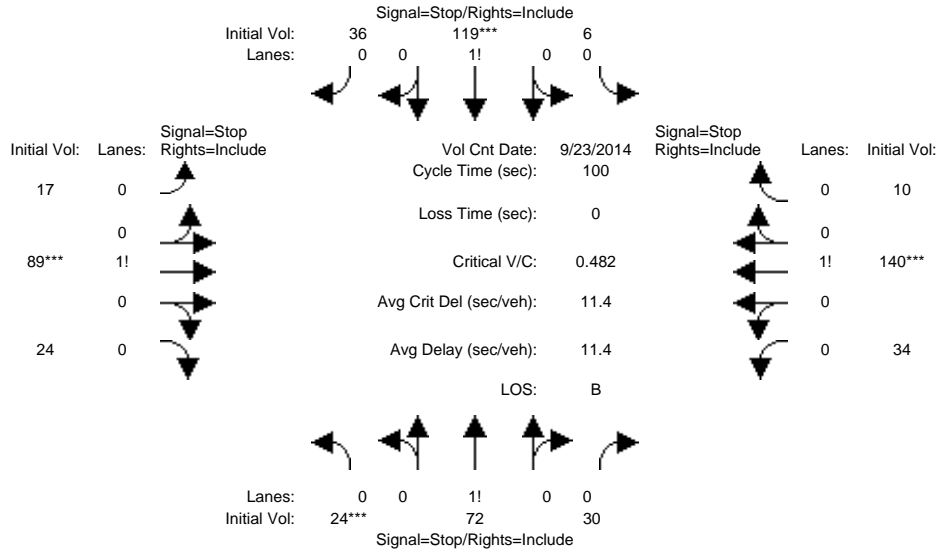 Signal=Stop/Rights=Include
Initial Vol: 36 119*** 6
Lanes: 0 0 1! 0 0
Signal=Stop Signal=Stop
Initial Vol: Lanes: Rights=Include Vol Cnt Date: 9/23/2014 Rights=Include Lanes: Initial Vol:
Cycle Time (sec): 100
17 0 0 10
Loss Time (sec): 0
0 0
89*** 1! Critical V/C: 0.482 1! 140***
0 Avg Crit Del (sec/veh): 11.4 0
24 0 Avg Delay (sec/veh): 11.4 0 34
LOS: B
Lanes: 0 0 1! 0 0
Initial Vol: 24*** 72 30
Signal=Stop/Rights=Include